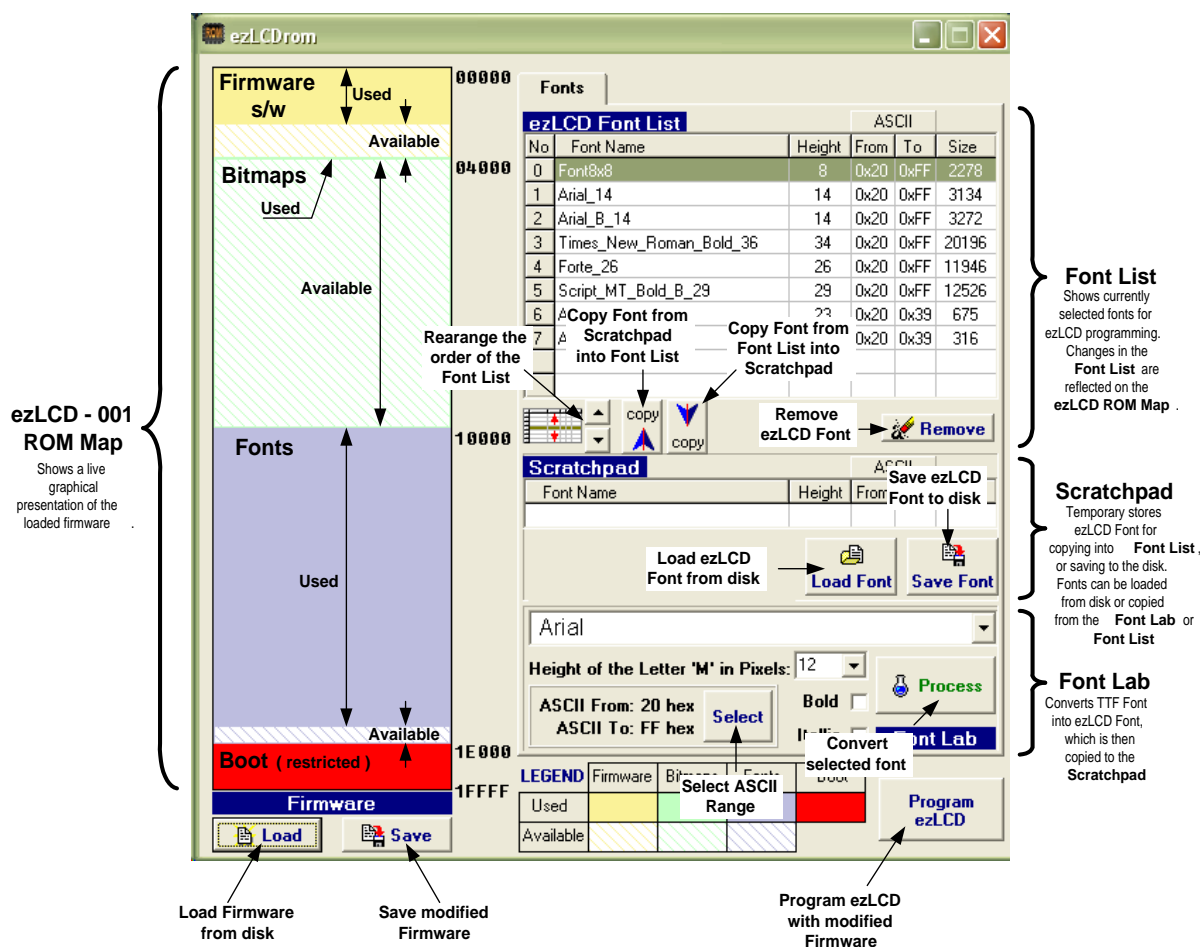 ROM ezLCDrom
ezLCD - 001
ROM Map
Shows a live
graphical
presentation of the
loaded firmware .
Firmware
s/w
Used
Available
00000
04000
Bitmaps
Used
Available
10000
Fonts
Used
Available
1E000
Boot ( restricted )
1FFFF
Firmware
Load
Save
Load Firmware
from disk
Save modified
Firmware
Fonts
ezLCD Font List ASCII
No Font Name Height From To Size
0 Font8x8 8 0x20 0xFF 2278
1 Arial_14 14 0x20 0xFF 3134
2 Arial_B_14 14 0x20 0xFF 3272
3 Times_New_Roman_Bold_36 34 0x20 0xFF 20196
4 Forte_26 26 0x20 0xFF 11946
5 Script_MT_Bold_B_29 29 0x20 0xFF 12526
6 A 23 0x20 0x39 675
7 A 0x20 0x39 316
Rearange the
order of the
Font List
Copy Font from
Scratchpad
into Font List
Copy Font from
Font List into
Scratchpad
copy
copy
Remove
ezLCD Font
Remove
Scratchpad
Font Name Height From
Save ezLCD
Font to disk
Load ezLCD
Font from disk
Load Font
Save Font
Arial
Height of the Letter 'M' in Pixels: 12
ASCII From: 20 hex
ASCII To: FF hex
Select
Bold
Process
Font Lab
Convert
selected font
Select ASCII
Range
LEGEND Firmware
Used
Available
Program
ezLCD
Program ezLCD
with modified
Firmware
Font List
Shows currently
selected fonts for
ezLCD programming.
Changes in the
Font List are
reflected on the
ezLCD ROM Map .
Scratchpad
Temporary stores
ezLCD Font for
copying into Font List ,
or saving to the disk.
Fonts can be loaded
from disk or copied
from the Font Lab or
Font List
Font Lab
Converts TTF Font
into ezLCD Font,
which is then
copied to the
Scratchpad